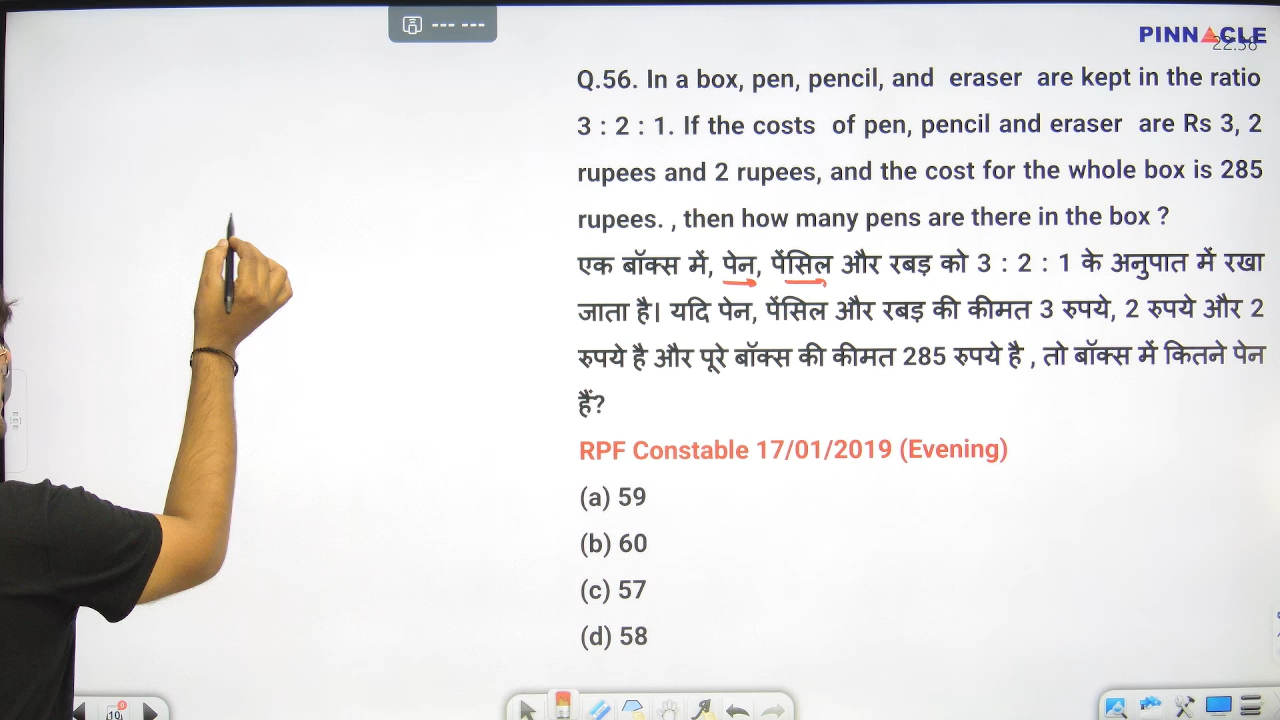 PINNACLE
22:38
Q.56. In a box, pen, pencil, and eraser are kept in the ratio
3 : 2 : 1. If the costs of pen, pencil and eraser are Rs 3, 2
rupees and 2 rupees, and the cost for the whole box is 285
rupees. , then how many pens are there in the box ?
एक बॉक्स में, पेन, पेंसिल और रबड़ को 3 : 2 : 1 के अनुपात में रखा
जाता है। यदि पेन, पेंसिल और रबड़ की कीमत 3 रुपये, 2 रुपये और 2
रुपये है और पूरे बॉक्स की कीमत 285 रुपये है , तो बॉक्स में कितने पेन
हैं?
RPF Constable 17/01/2019 (Evening)
(a) 59
(b) 60
(c) 57
(d) 58
19